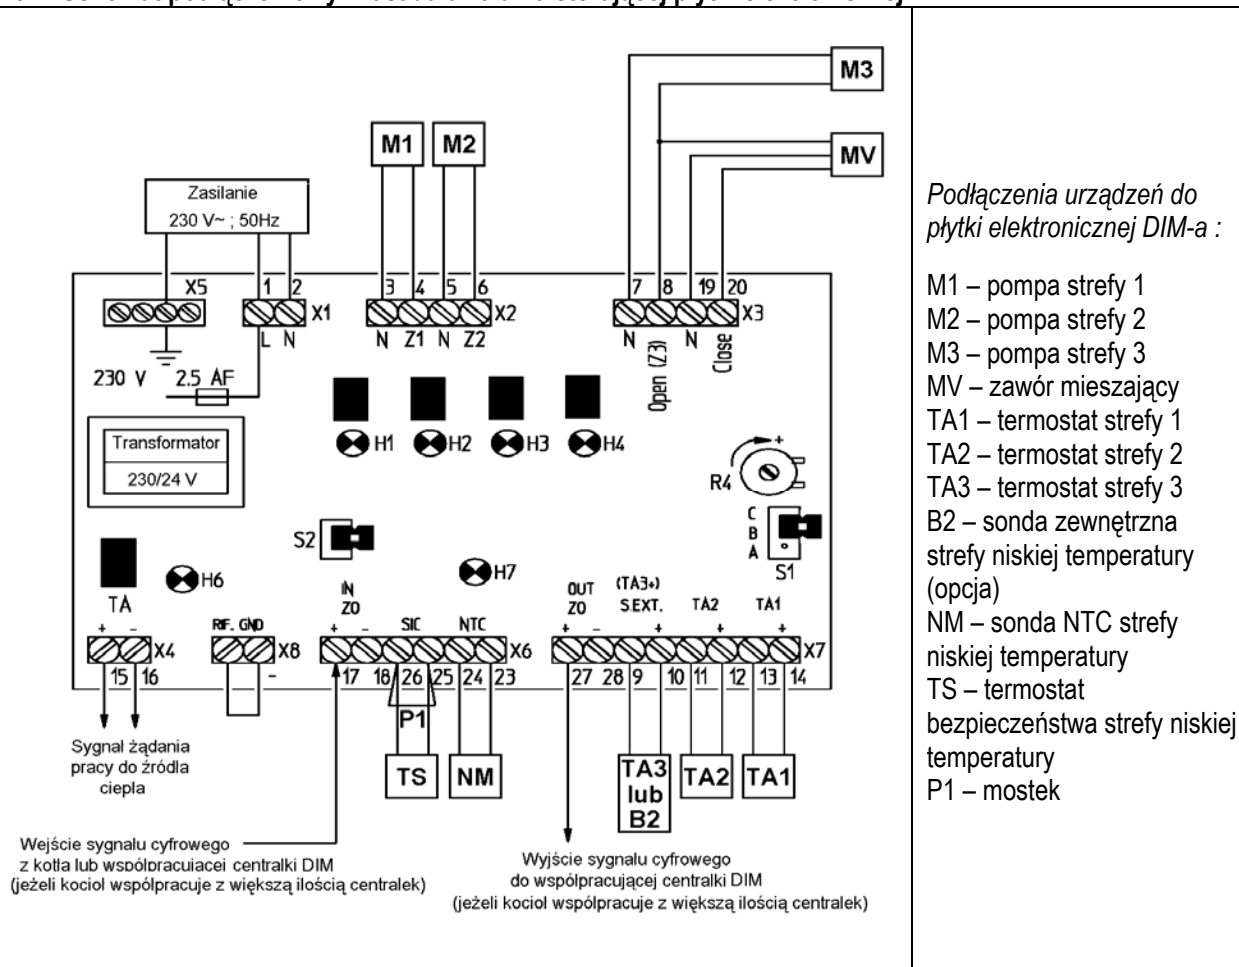 M3
MV
M1 M2
Zasilanie
230 V~ ; 50Hz
X5 1 2 X1
L N
3 4 5 6 X2
N Z1 N Z2
7 8 19 20 X3
N Open (Z3) N Close
230 V 2.5 AF
Transformator
230/24 V
H1 H2 H3 H4
R4 +
C
B
A
S1
S2
H6
H7
TA
+ -
X4
15 16
RIF. GND
X8
-
IN
ZO
+ - SIC NTC
X6
17 18 26 25 24 23
P1
OUT
ZO
(TA3+)
S.EXT. TA2 TA1
+ - + + +
X7
27 28 9 10 11 12 13 14
TS NM
TA3
lub
B2
TA2 TA1
Sygnał żądania
pracy do źródła
ciepła
Wejście sygnału cyfrowego
z kotła lub współpracującej centralki DIM
(jeżeli kocioł współpracuje z większą ilością centralek)
Wyjście sygnału cyfrowego
do współpracującej centralki DIM
(jeżeli kocioł współpracuje z większą ilością centralek)
Podłączenia urządzeń do
płytki elektronicznej DIM-a :
M1 – pompa strefy 1
M2 – pompa strefy 2
M3 – pompa strefy 3
MV – zawór mieszający
TA1 – termostat strefy 1
TA2 – termostat strefy 2
TA3 – termostat strefy 3
B2 – sonda zewnętrzna
strefy niskiej temperatury
(opcja)
NM – sonda NTC strefy
niskiej temperatury
TS – termostat
bezpieczeństwa strefy niskiej
temperatury
P1 – mostek